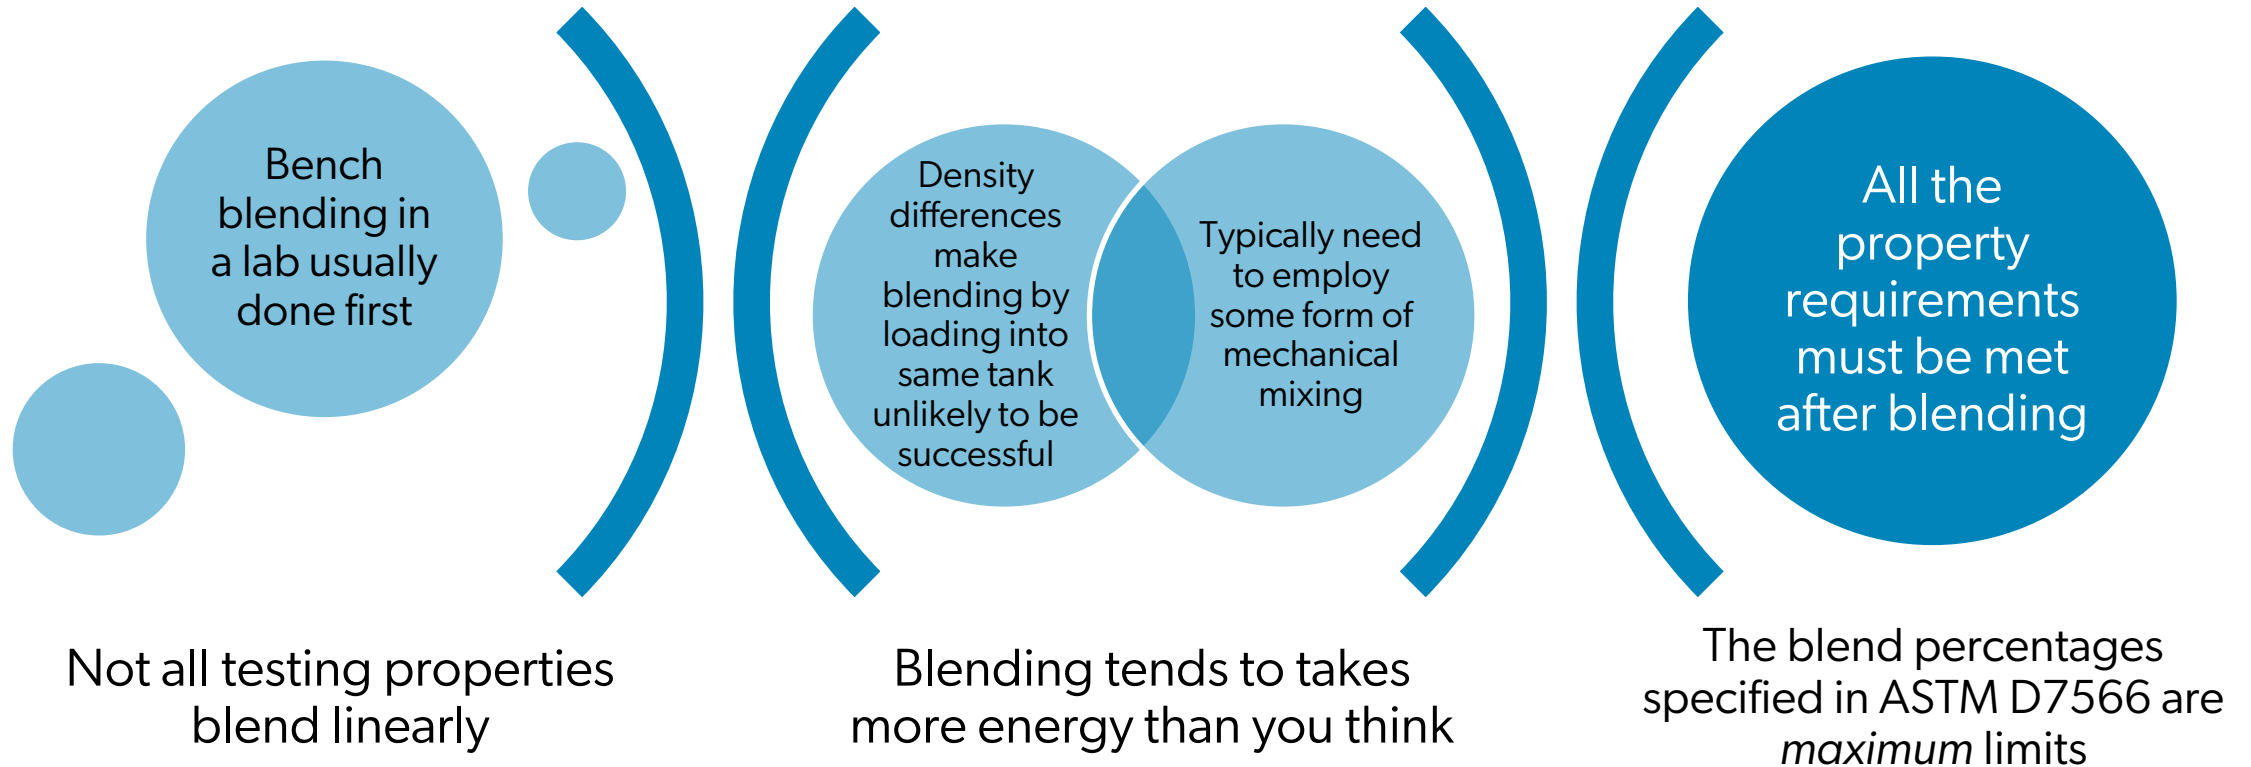 Bench
blending in
a lab usually
done first
Not all testing properties
blend linearly
Density
differences
make
blending by
loading into
same tank
unlikely to be
successful
Typically need
to employ
some form of
mechanical
mixing
Blending tends to takes
more energy than you think
All the
property
requirements
must be met
after blending
The blend percentages
specified in ASTM D7566 are
maximum limits